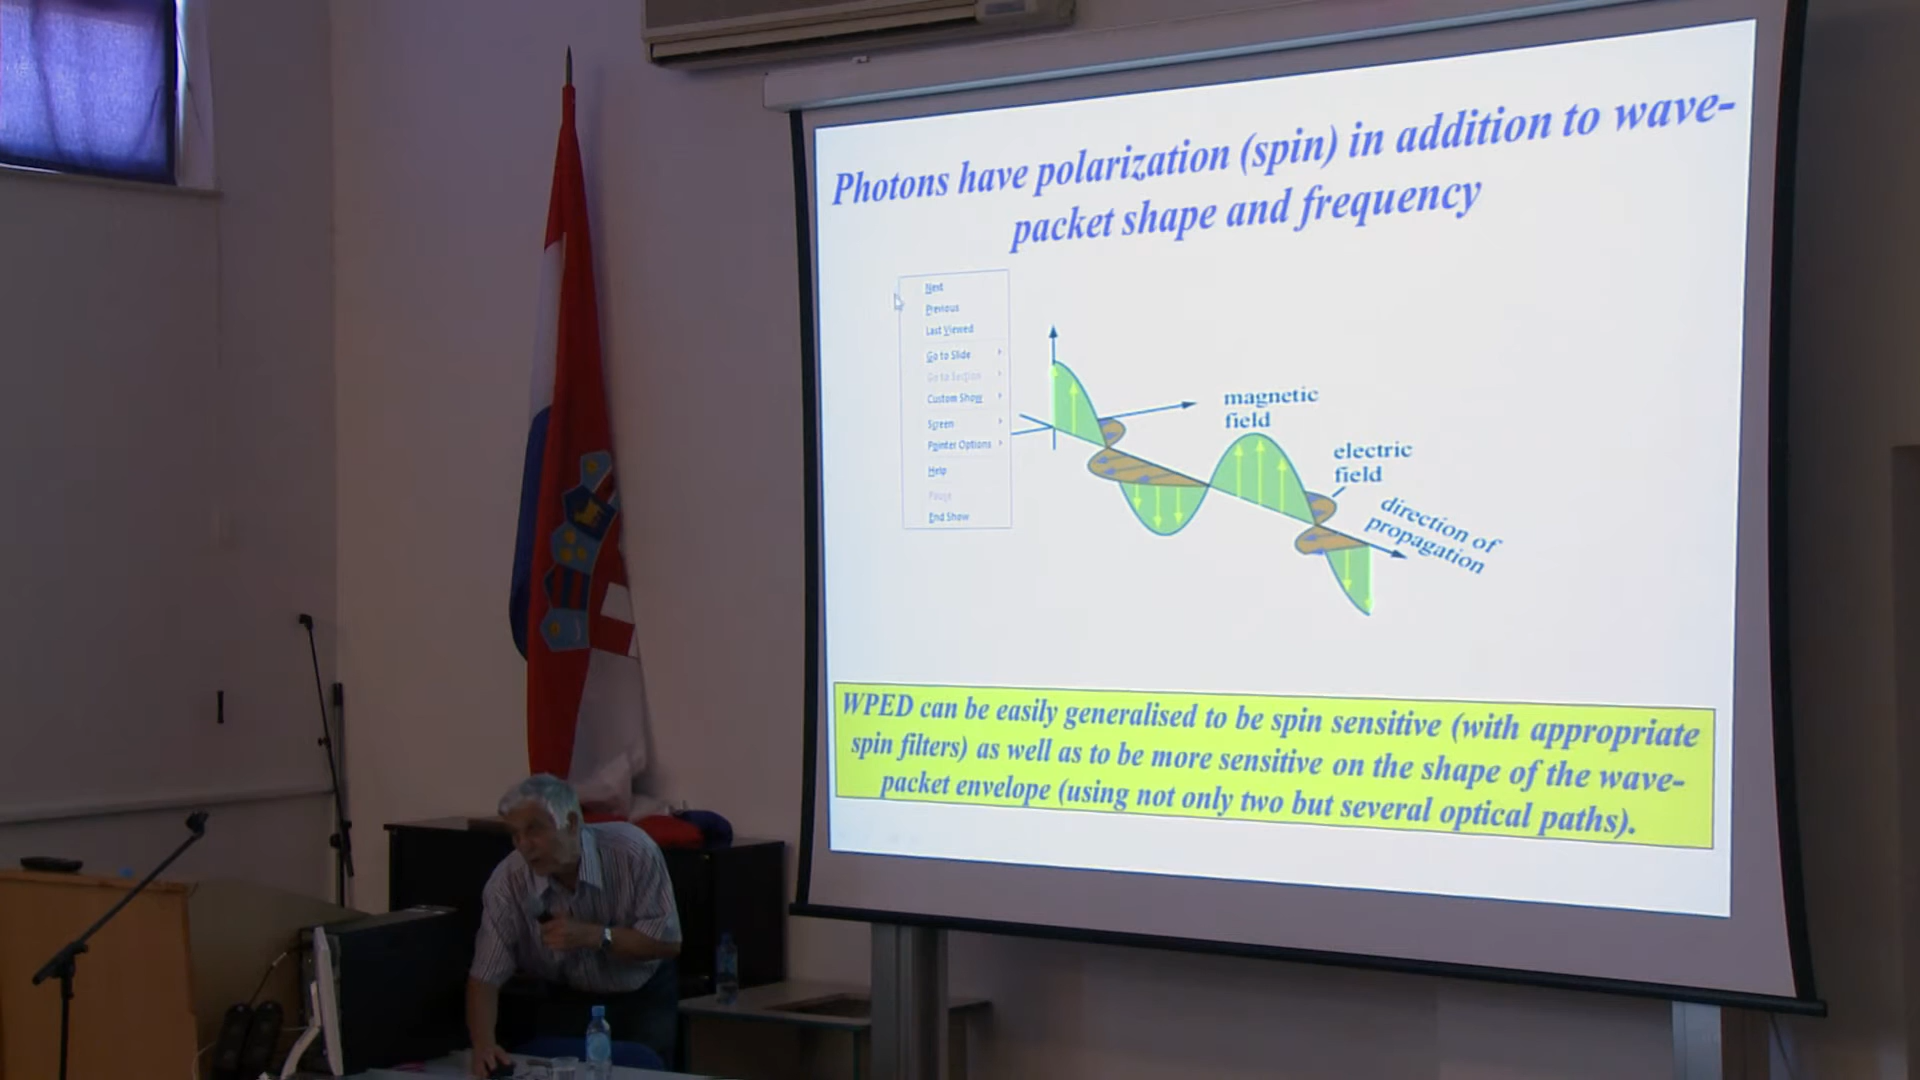 Photons have polarization (spin) in addition to wave-
packet shape and frequency
Next
Previous
Last Viewed
Go to Slide
Go to Section
Custom Show
Screen
Pointer Options
Help
Pause
End Show
magnetic
field
electric
field
direction of
propagation
WPED can be easily generalised to be spin sensitive (with appropriate
spin filters) as well as to be more sensitive on the shape of the wave-
packet envelope (using not only two but several optical paths).